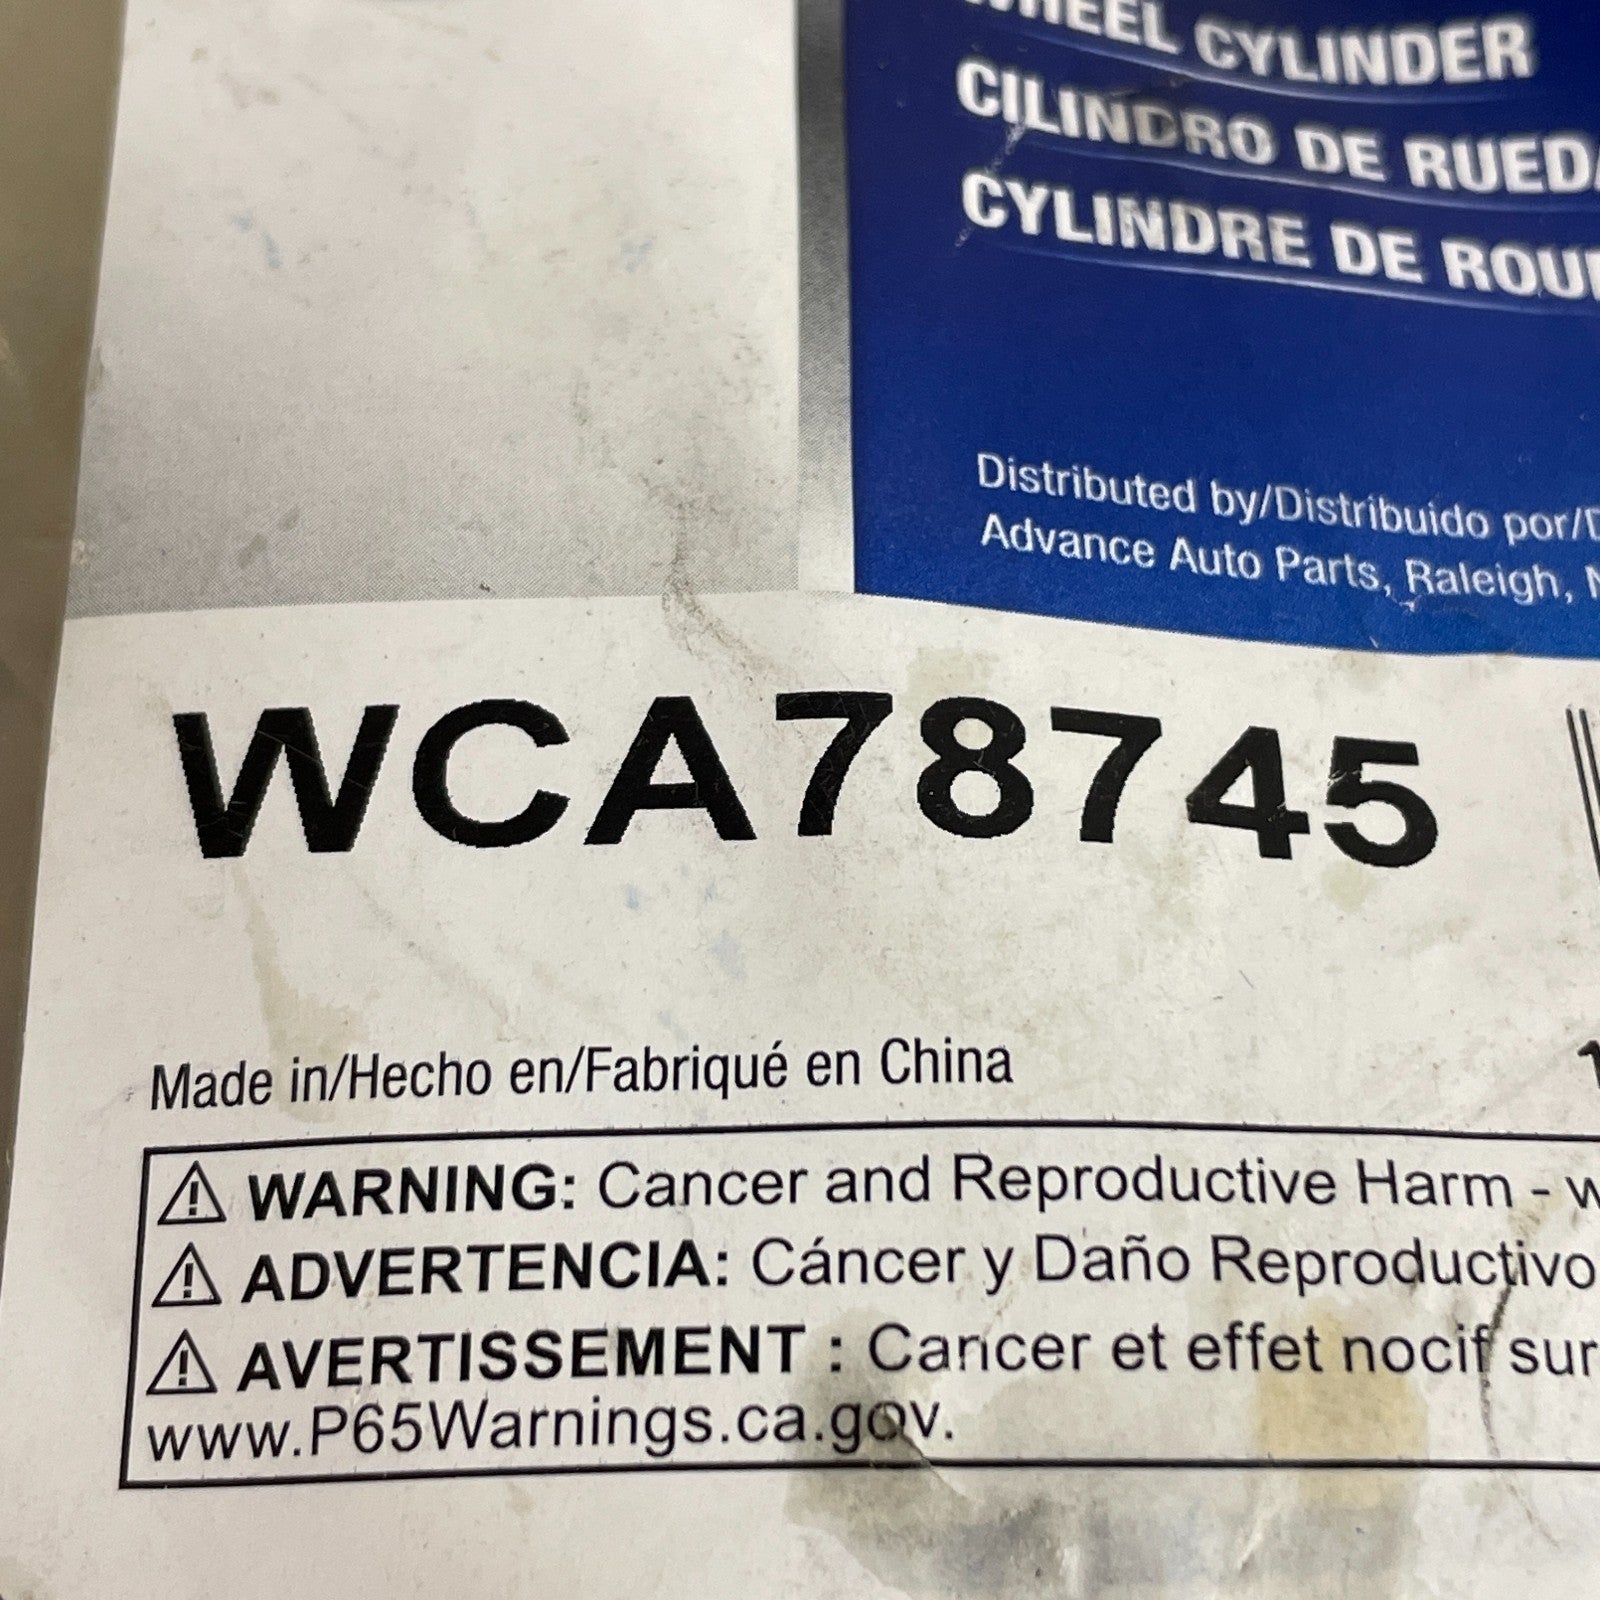 WHEEL CYLINDER
CILINDRO DE RUEDA
CYLINDRE DE ROUE
Distributed by/Distribuido por/D
Advance Auto Parts, Raleigh, N
WCA78745
Made in/Hecho en/Fabriqué en China
1
⚠ WARNING: Cancer and Reproductive Harm - w
⚠ ADVERTENCIA: Cáncer y Daño Reproductivo
⚠ AVERTISSEMENT : Cancer et effet nocif sur
www.P65Warnings.ca.gov.